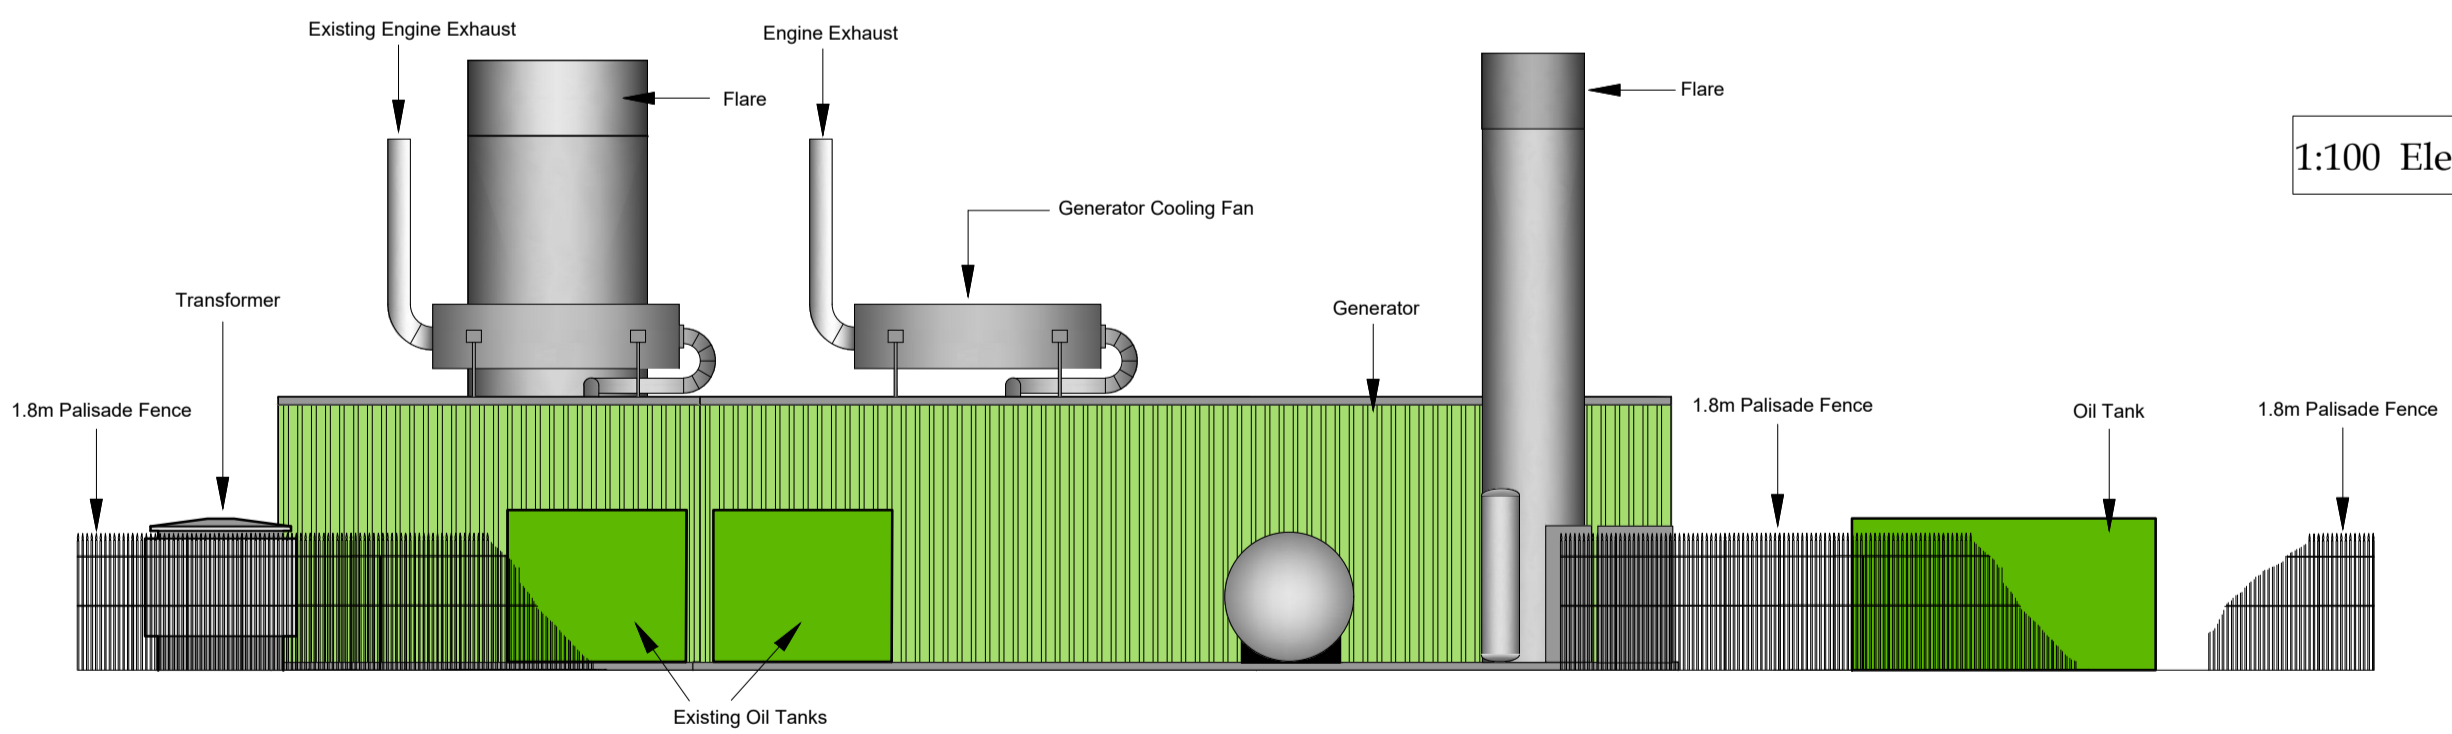 Existing Engine Exhaust
Engine Exhaust
Flare
Flare
1:100 Ele
Generator Cooling Fan
Transformer
Generator
1.8m Palisade Fence
1.8m Palisade Fence
Oil Tank
1.8m Palisade Fence
Existing Oil Tanks